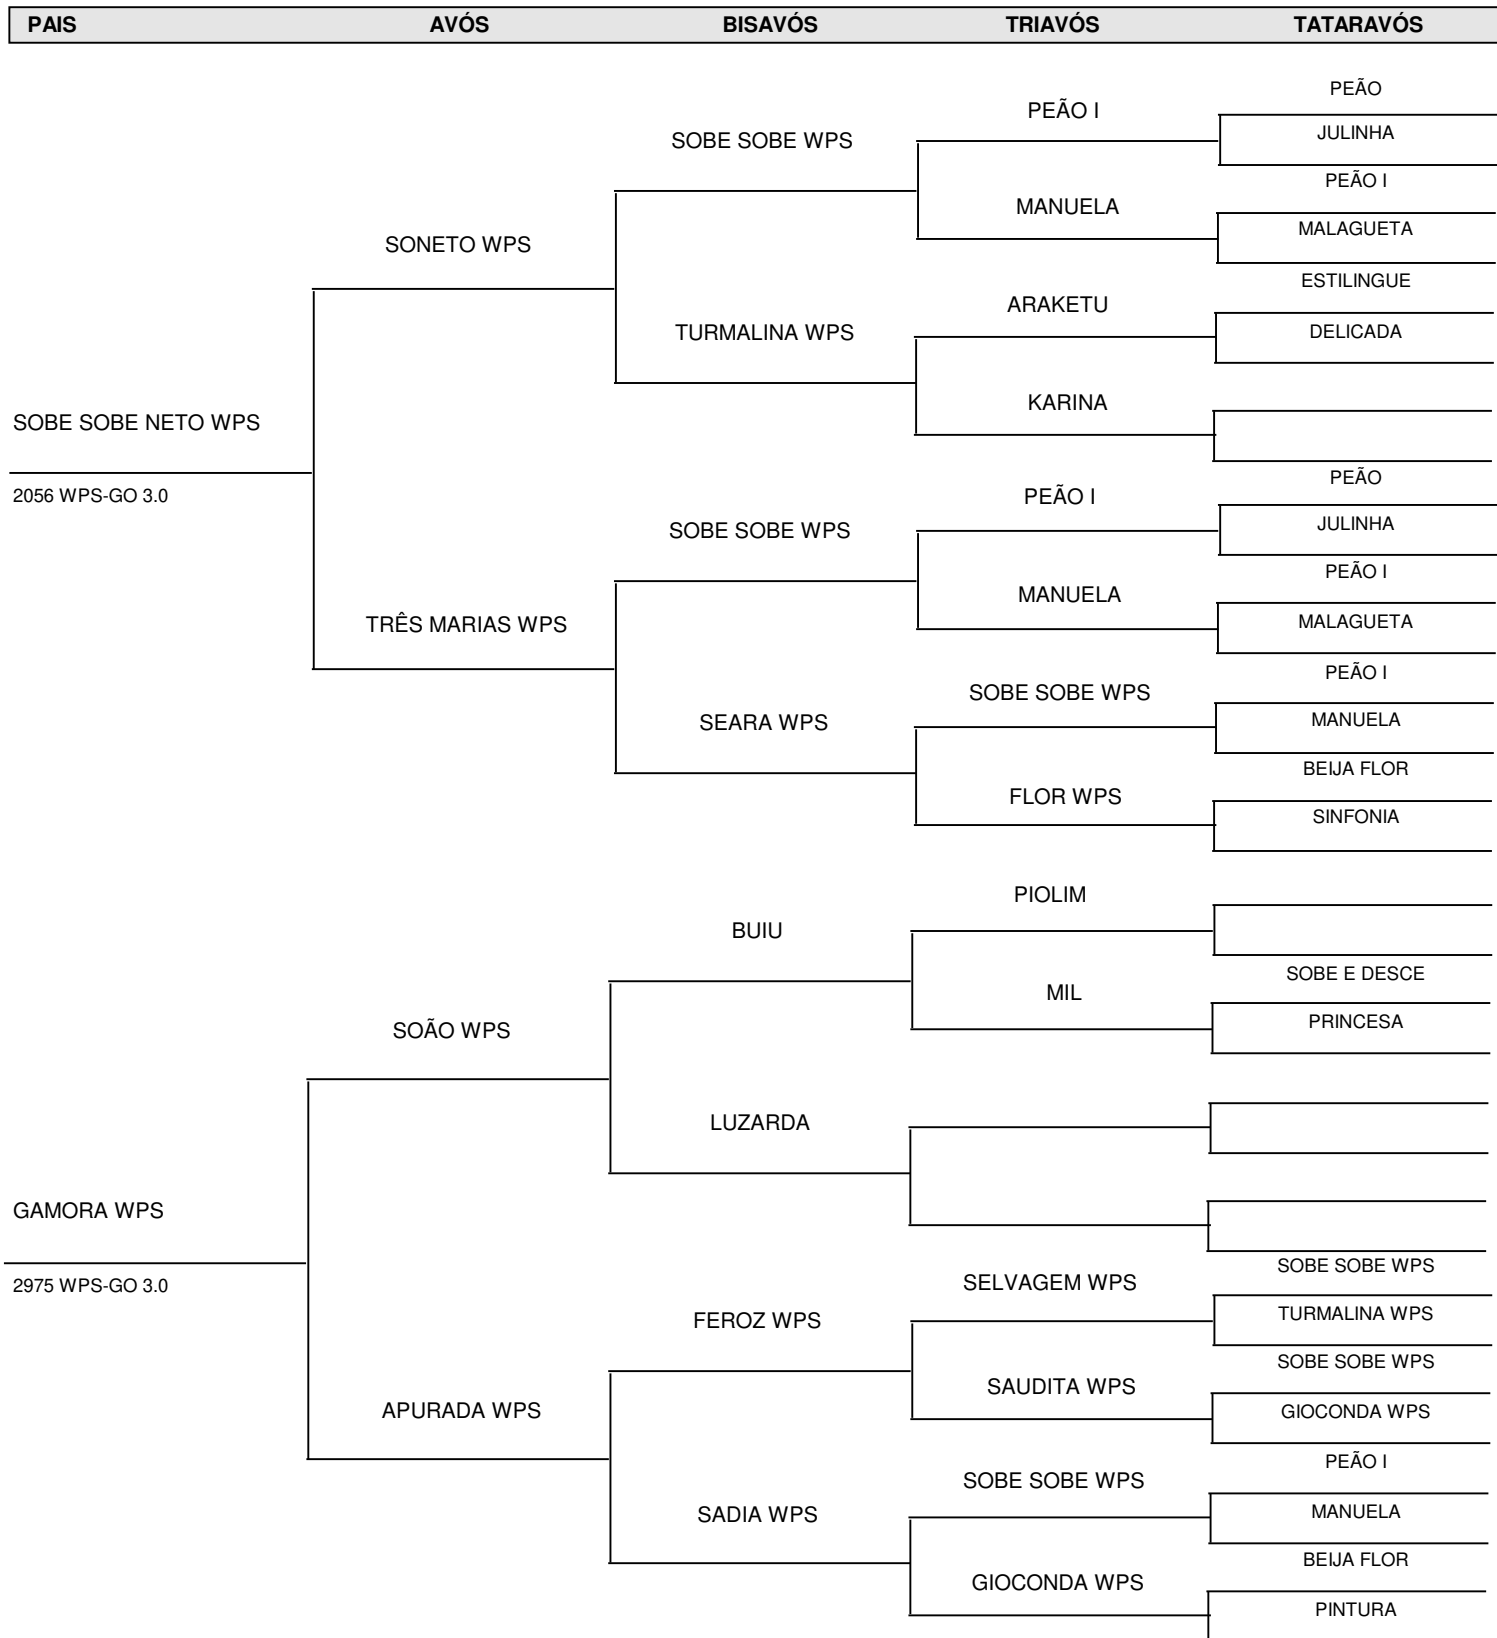 PAIS AVÓS BISAVÓS TRIAVÓS TATARAVÓS
PEÃO
PEÃO I
JULINHA
SOBE SOBE WPS
PEÃO I
MANUELA
MALAGUETA
SONETO WPS
ESTILINGUE
ARAKETU
DELICADA
TURMALINA WPS
KARINA
SOBE SOBE NETO WPS
PEÃO
2056 WPS-GO 3.0
PEÃO I
JULINHA
SOBE SOBE WPS
PEÃO I
MANUELA
MALAGUETA
TRÊS MARIAS WPS
PEÃO I
SOBE SOBE WPS
MANUELA
SEARA WPS
BEIJA FLOR
FLOR WPS
SINFONIA
PIOLIM
BUIU
SOBE E DESCE
MIL
PRINCESA
SOÃO WPS
LUZARDA
GAMORA WPS
SOBE SOBE WPS
2975 WPS-GO 3.0
SELVAGEM WPS
TURMALINA WPS
FEROZ WPS
SOBE SOBE WPS
SAUDITA WPS
GIOCONDA WPS
APURADA WPS
PEÃO I
SOBE SOBE WPS
MANUELA
SADIA WPS
BEIJA FLOR
GIOCONDA WPS
PINTURA